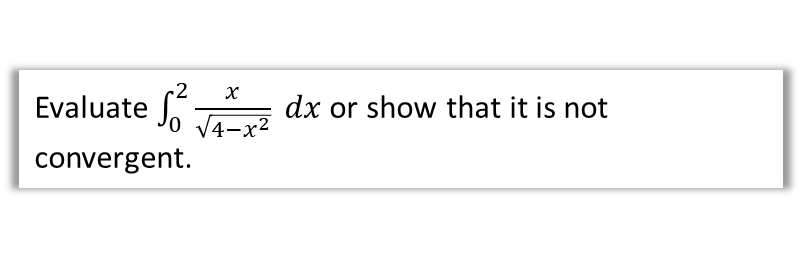 Evaluate ∫₀² x/√(4−x²) dx or show that it is not
convergent.